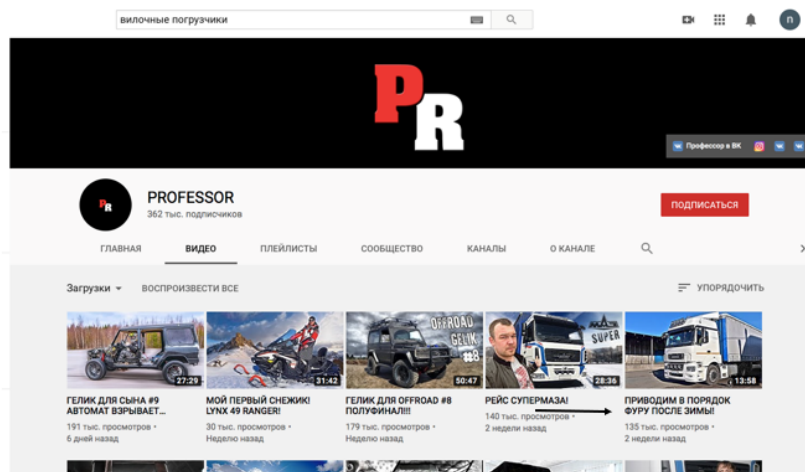 вилочные погрузчики
n
PR
Профессор в ВК
PR
PROFESSOR
362 тыс. подписчиков
ПОДПИСАТЬСЯ
ГЛАВНАЯ ВИДЕО ПЛЕЙЛИСТЫ СООБЩЕСТВО КАНАЛЫ О КАНАЛЕ
Загрузки ВОСПРОИЗВЕСТИ ВСЕ УПОРЯДОЧИТЬ
27:29
ГЕЛИК ДЛЯ СЫНА #9
АВТОМАТ ВЗРЫВАЕТ...
191 тыс. просмотров •
6 дней назад
31:42
МОЙ ПЕРВЫЙ СНЕЖИК!
LYNX 49 RANGER!
30 тыс. просмотров •
Неделю назад
OFFROAD
GELIK
#8
50:47
ГЕЛИК ДЛЯ OFFROAD #8
ПОЛУФИНАЛ!!!
179 тыс. просмотров •
Неделю назад
SUPER
28:36
РЕЙС СУПЕРМАЗА!
140 тыс. просмотров •
2 недели назад
13:58
ПРИВОДИМ В ПОРЯДОК
ФУРУ ПОСЛЕ ЗИМЫ!
135 тыс. просмотров •
2 недели назад